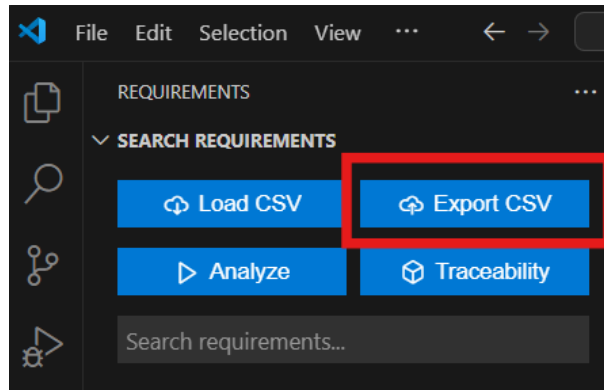 File Edit Selection View ...
REQUIREMENTS ...
SEARCH REQUIREMENTS
Load CSV Export CSV
Analyze Traceability
Search requirements...